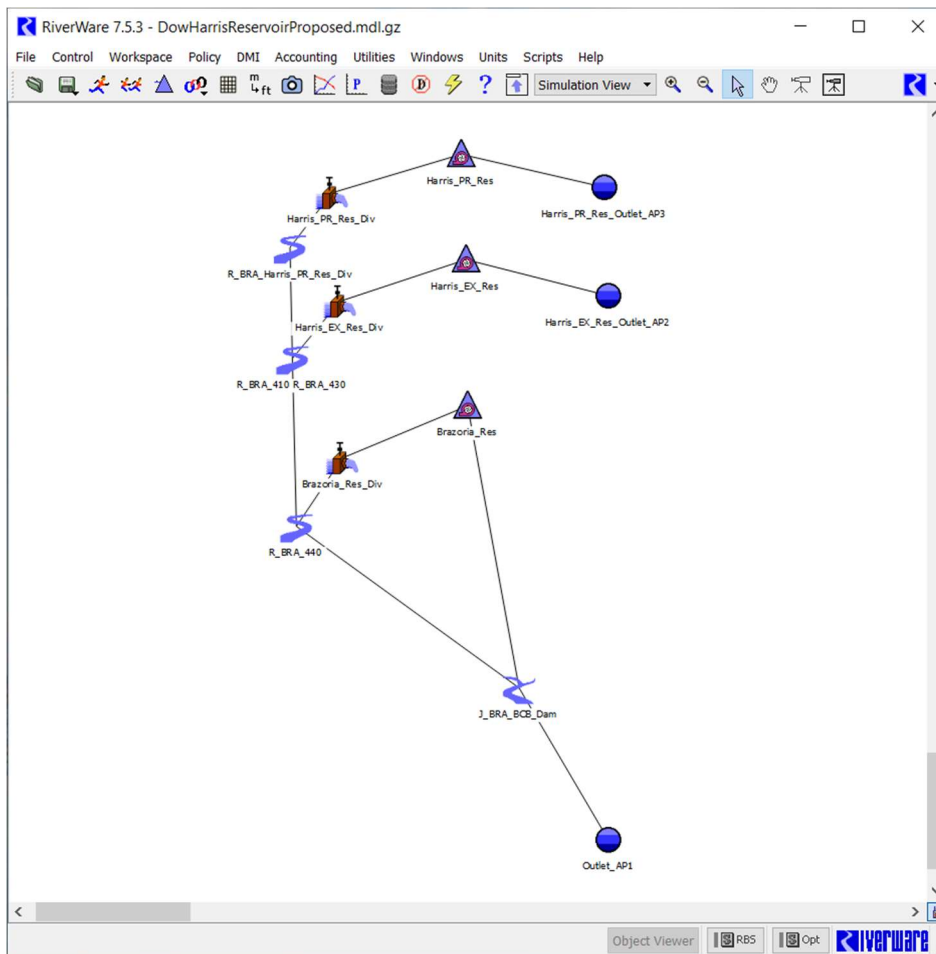 RiverWare 7.5.3 - DowHarrisReservoirProposed.mdl.gz
File Control Workspace Policy DMI Accounting Utilities Windows Units Scripts Help
m
ft
P
D
?
Simulation View
R
Harris_PR_Res
Harris_PR_Res_Outlet_AP3
Harris_PR_Res_Div
R_BRA_Harris_PR_Res_Div
Harris_EX_Res
Harris_EX_Res_Outlet_AP2
Harris_EX_Res_Div
R_BRA_410 R_BRA_430
Brazoria_Res
Brazoria_Res_Div
R_BRA_440
J_BRA_BCB_Dam
Outlet_AP1
Object Viewer S RBS S Opt Riverware